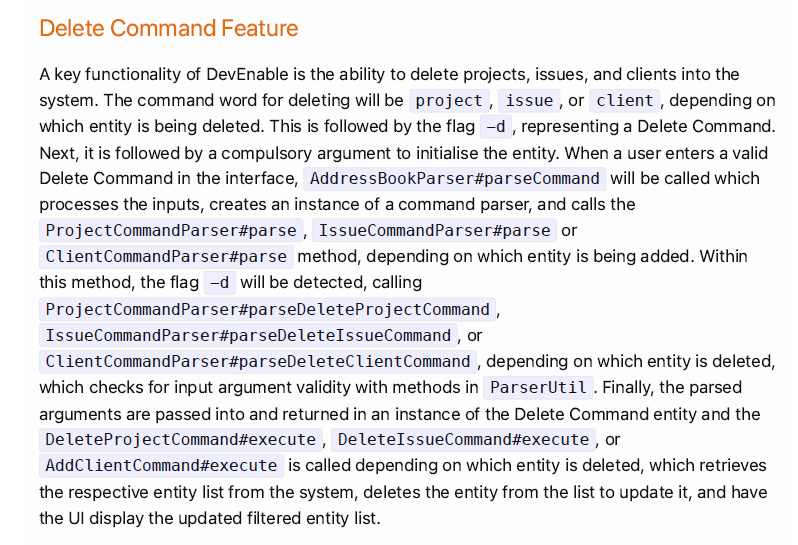 Delete Command Feature
A key functionality of DevEnable is the ability to delete projects, issues, and clients into the
system. The command word for deleting will be project, issue, or client, depending on
which entity is being deleted. This is followed by the flag -d, representing a Delete Command.
Next, it is followed by a compulsory argument to initialise the entity. When a user enters a valid
Delete Command in the interface, AddressBookParser#parseCommand will be called which
processes the inputs, creates an instance of a command parser, and calls the
ProjectCommandParser#parse, IssueCommandParser#parse or
ClientCommandParser#parse method, depending on which entity is being added. Within
this method, the flag -d will be detected, calling
ProjectCommandParser#parseDeleteProjectCommand,
IssueCommandParser#parseDeleteIssueCommand, or
ClientCommandParser#parseDeleteClientCommand, depending on which entity is deleted,
which checks for input argument validity with methods in ParserUtil. Finally, the parsed
arguments are passed into and returned in an instance of the Delete Command entity and the
DeleteProjectCommand#execute, DeleteIssueCommand#execute, or
AddClientCommand#execute is called depending on which entity is deleted, which retrieves
the respective entity list from the system, deletes the entity from the list to update it, and have
the UI display the updated filtered entity list.